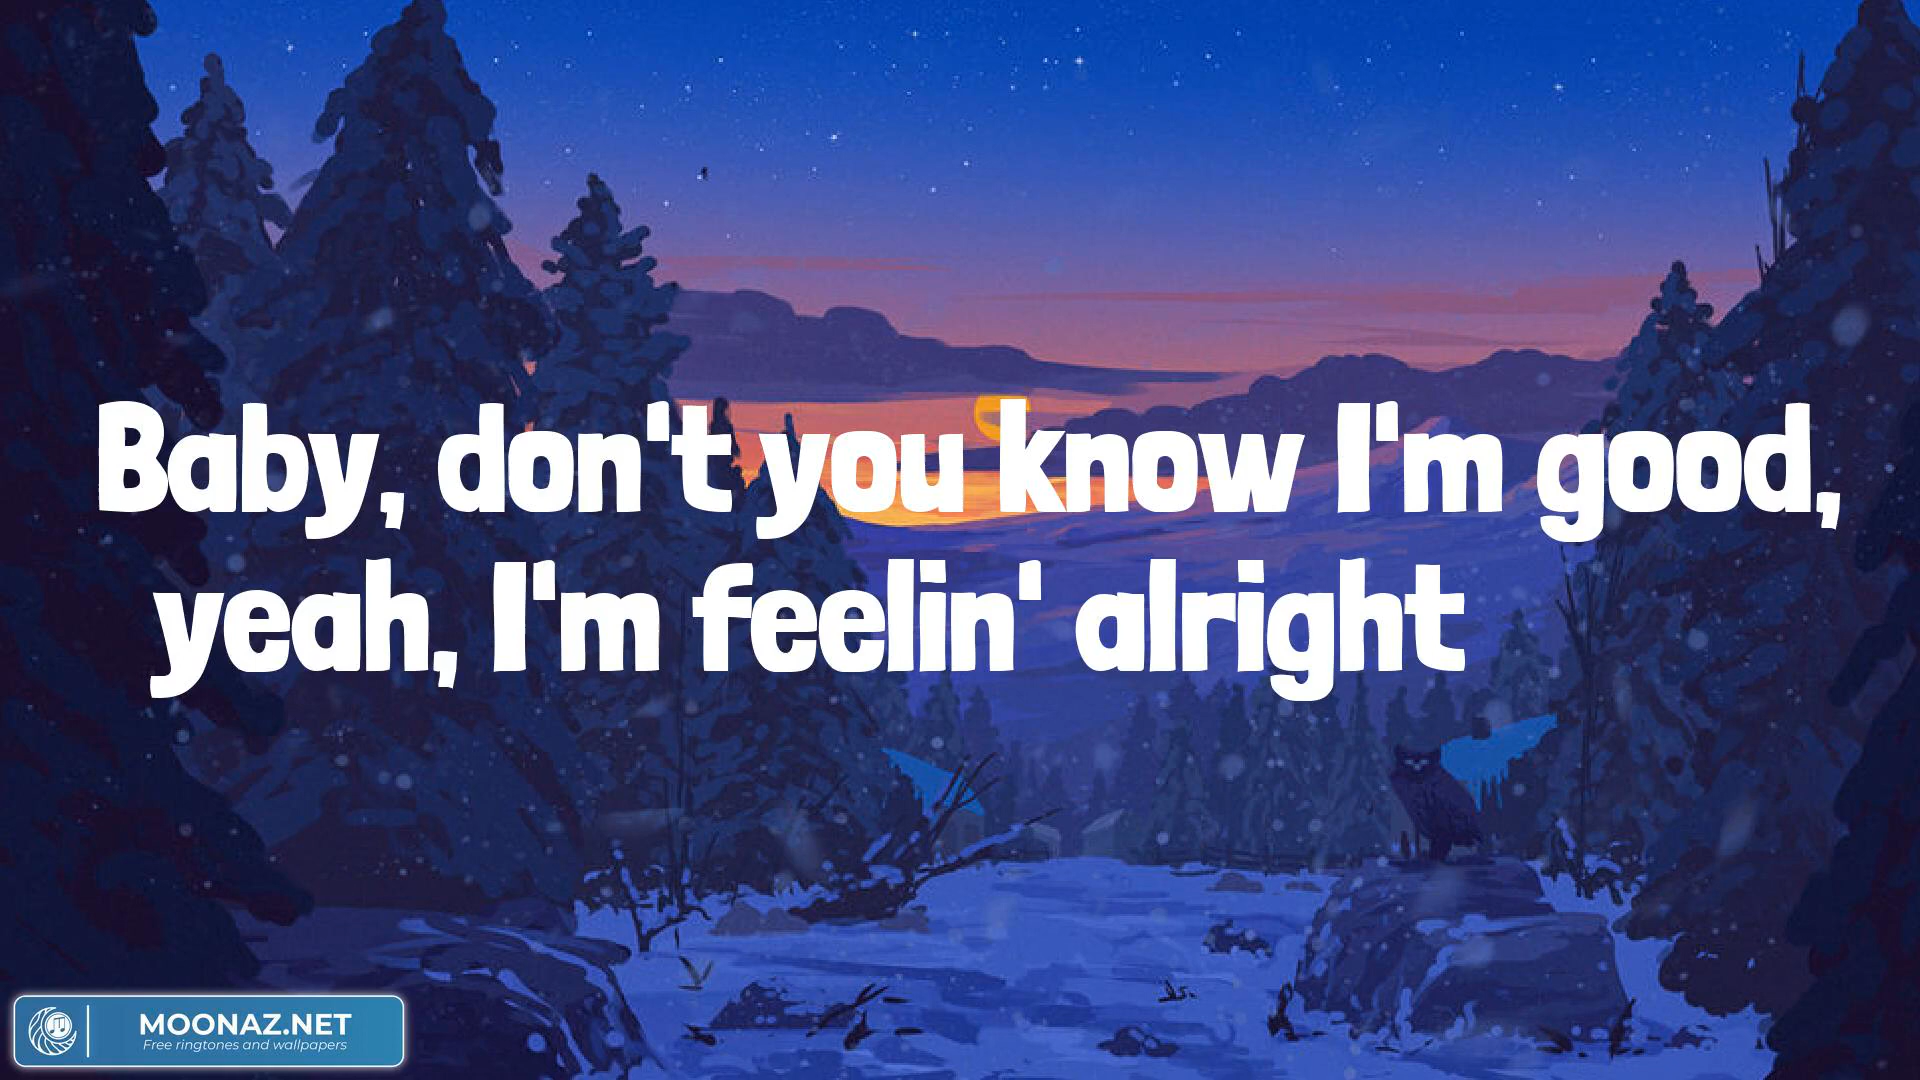 Baby, don't you know I'm good,
yeah, I'm feelin' alright
MOONAZ.NET
Free ringtones and wallpapers